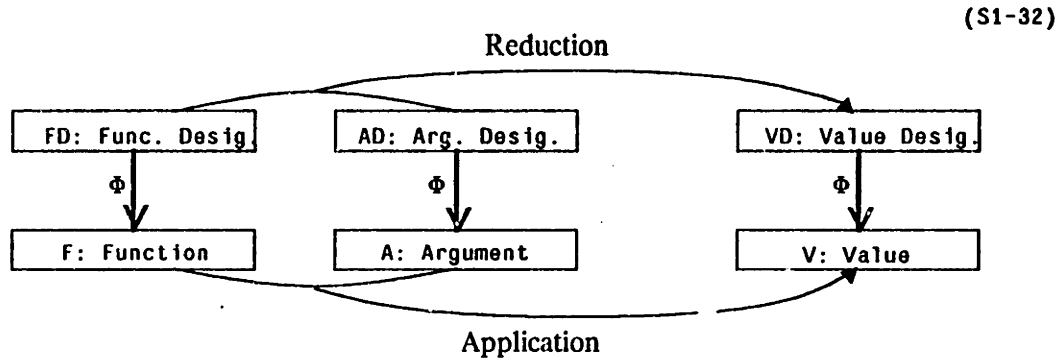 (S1-32)
Reduction
FD: Func. Desig. AD: Arg. Desig. VD: Value Desig.
Φ Φ Φ
F: Function A: Argument V: Value
Application